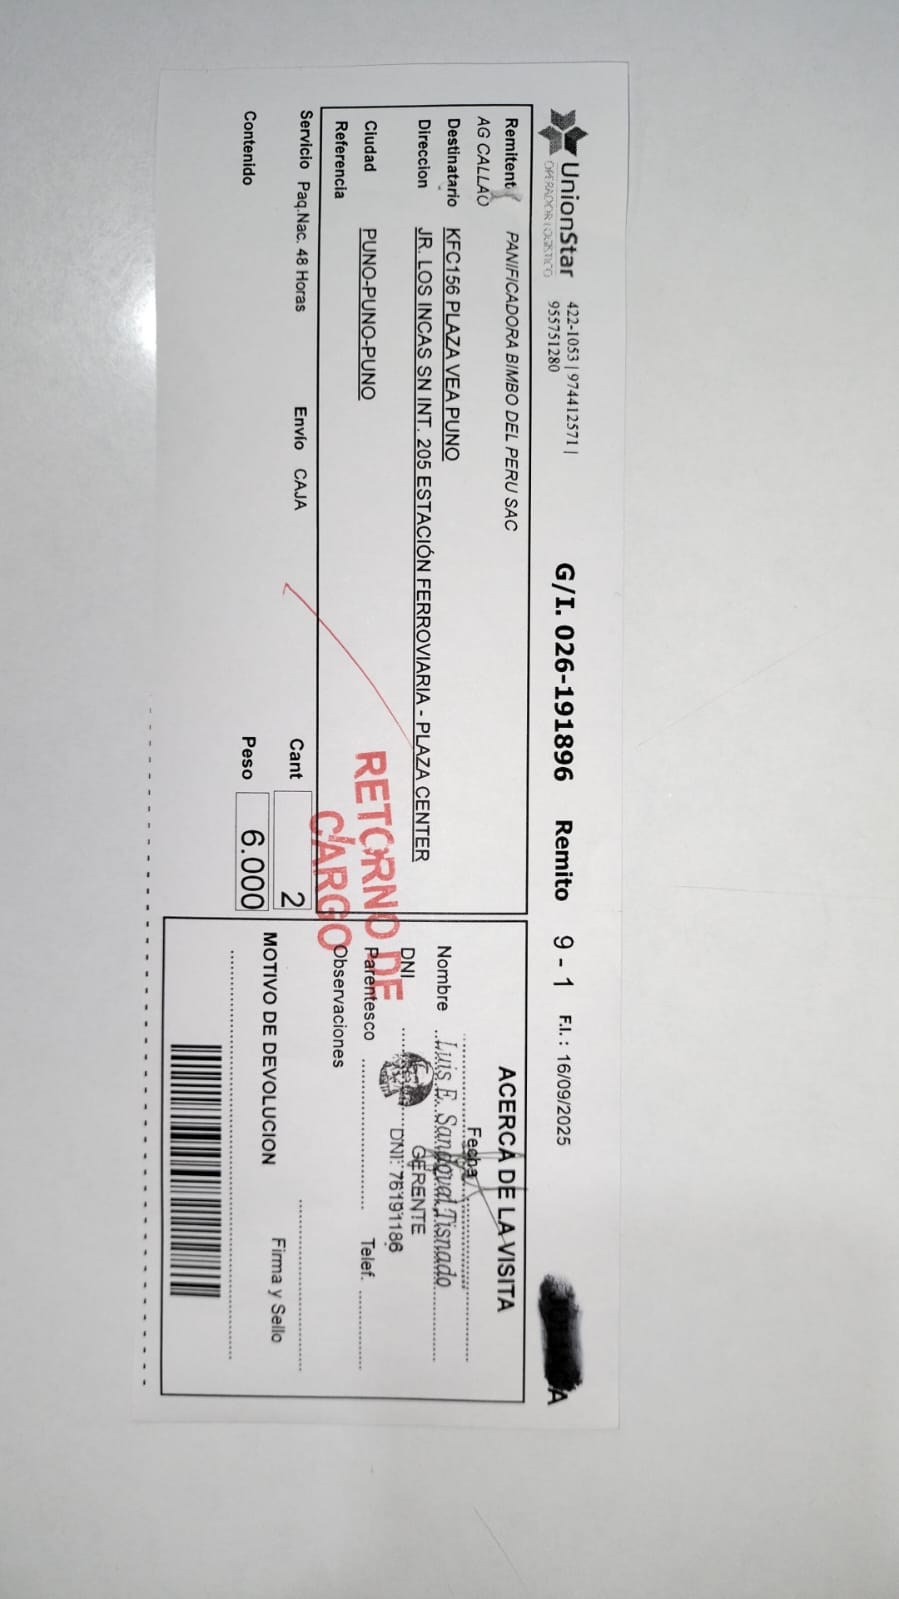 UnionStar
OPERADOR LOGISTICO
422-1053 | 974412571 |
955751280
G/I. 026-191896 Remito 9 - 1 F.I. : 16/09/2025
A
Remitent PANIFICADORA BIMBO DEL PERU SAC
AG CALLAO
Destinatario KFC156 PLAZA VEA PUNO
Direccion JR. LOS INCAS SN INT. 205 ESTACIÓN FERROVIARIA - PLAZA CENTER
Ciudad PUNO-PUNO-PUNO
Referencia
Servicio Paq.Nac. 48 Horas Envío CAJA Cant 2
Contenido Peso 6.000
RETORNO DE
CARGO
ACERCA DE LA VISITA
Fecha
Nombre Luis E. Sandoval Tisnado
GERENTE
DNI DNI: 76191186
Parentesco Telef.
Observaciones
MOTIVO DE DEVOLUCION Firma y Sello